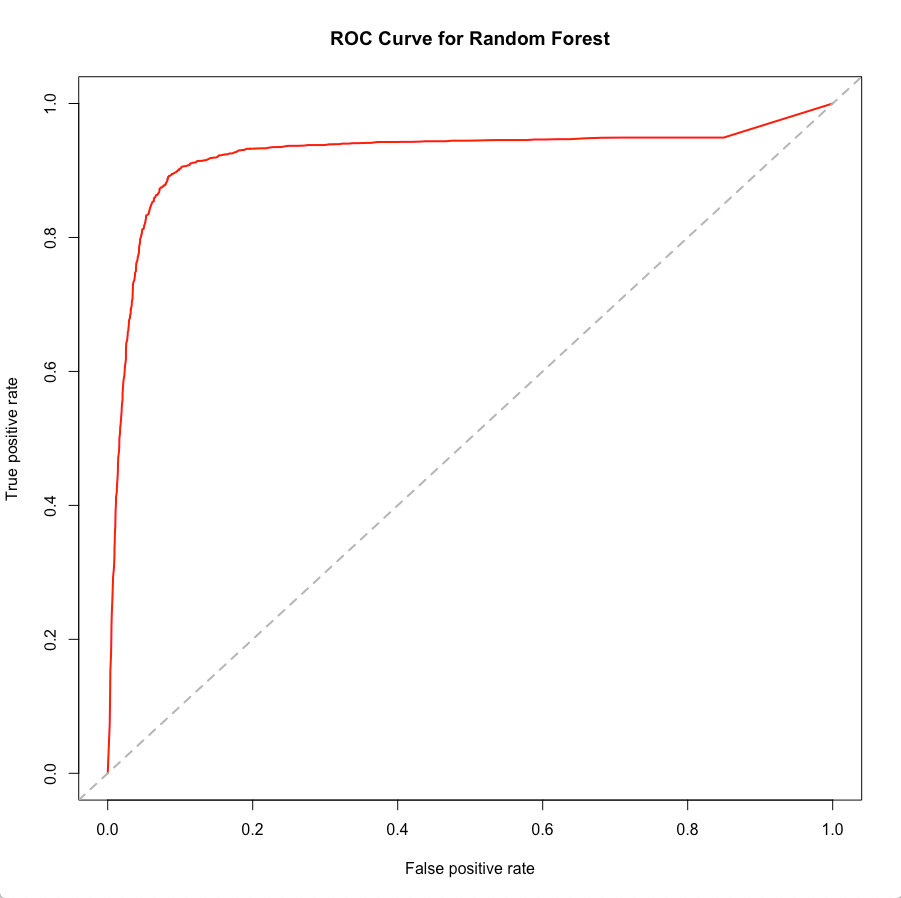 ROC Curve for Random Forest
True positive rate
1.0
0.8
0.6
0.4
0.2
0.0
0.0 0.2 0.4 0.6 0.8 1.0
False positive rate